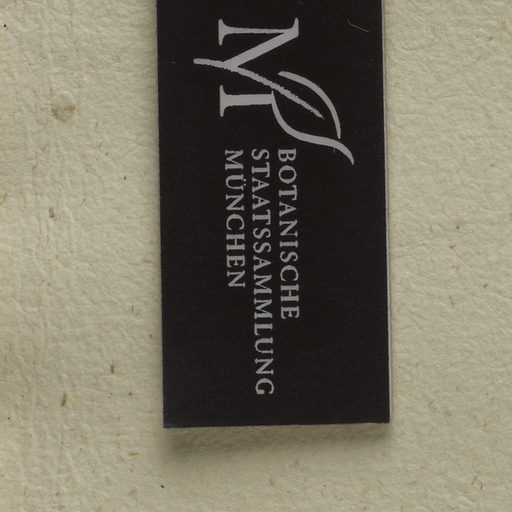 M
BOTANISCHE
STAATSSAMMLUNG
MÜNCHEN